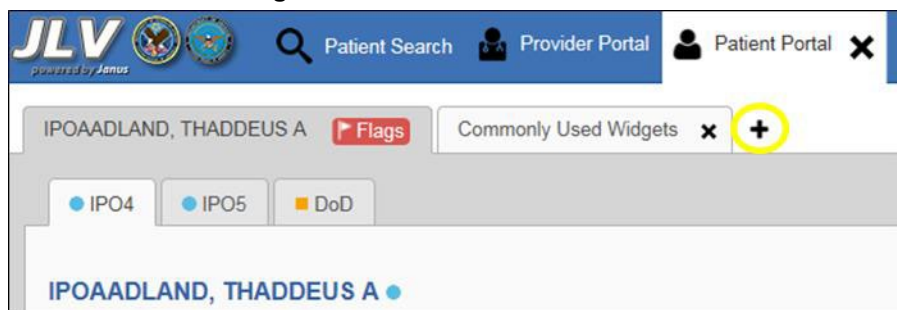 JLV Patient Search Provider Portal Patient Portal
powered by Janus
IPOAADLAND, THADDEUS A Flags Commonly Used Widgets
IPO4 IPO5 DoD
IPOAADLAND, THADDEUS A